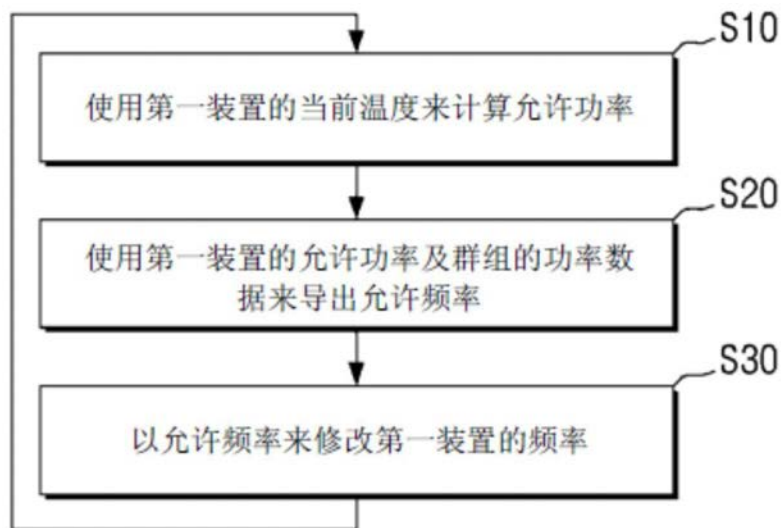 S10
使用第一装置的当前温度来计算允许功率
S20
使用第一装置的允许功率及群组的功率数
据来导出允许频率
S30
以允许频率来修改第一装置的频率